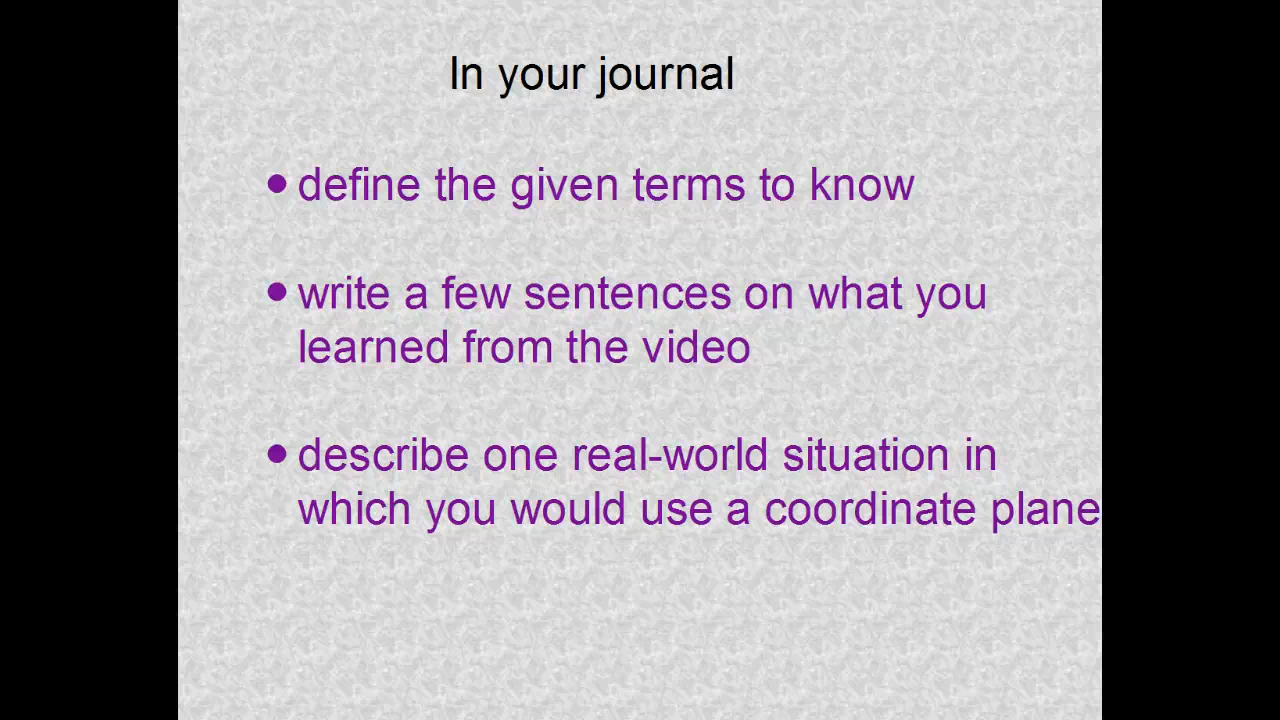 In your journal
• define the given terms to know
• write a few sentences on what you
learned from the video
• describe one real-world situation in
which you would use a coordinate plane